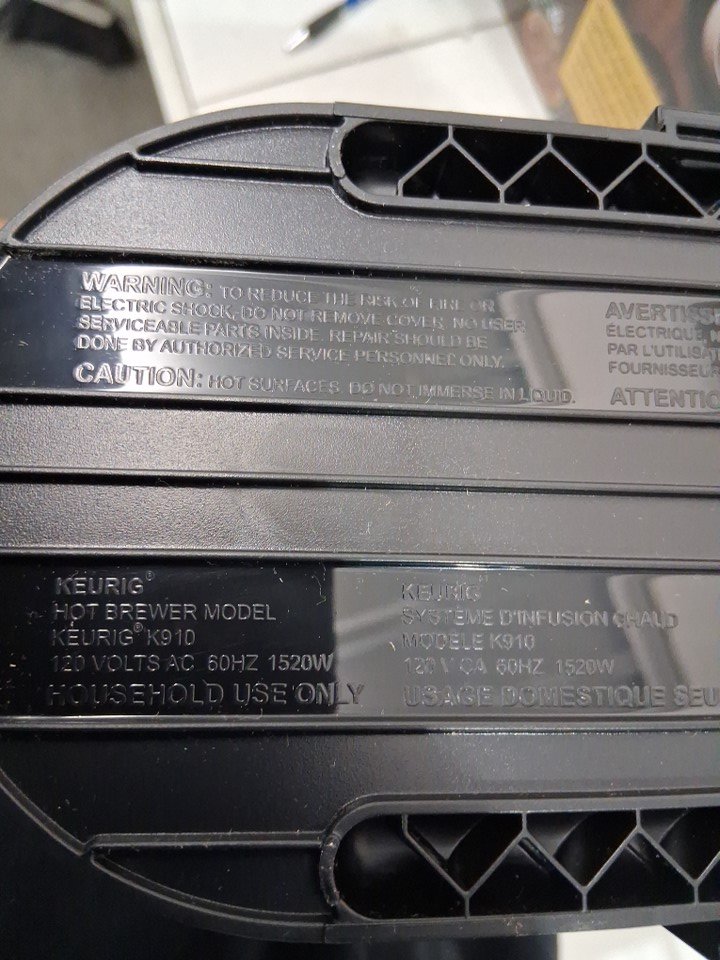 WARNING: TO REDUCE THE RISK OF FIRE OR
ELECTRIC SHOCK, DO NOT REMOVE COVER. NO USER
SERVICEABLE PARTS INSIDE. REPAIR SHOULD BE
DONE BY AUTHORIZED SERVICE PERSONNEL ONLY.
CAUTION: HOT SURFACES. DO NOT IMMERSE IN LIQUID.
ÉLECTRIQUE,
PAR
FOURNISSEUR
KEURIG®
HOT BREWER MODEL
KEURIG® K910
120 VOLTS AC 60HZ 1520W
HOUSEHOLD USE ONLY
KEURIG®
SYSTÈME D'INFUSION CHAUD
MODÈLE K910
120 V CA 60HZ 1520W
USAGE DOMESTIQUE